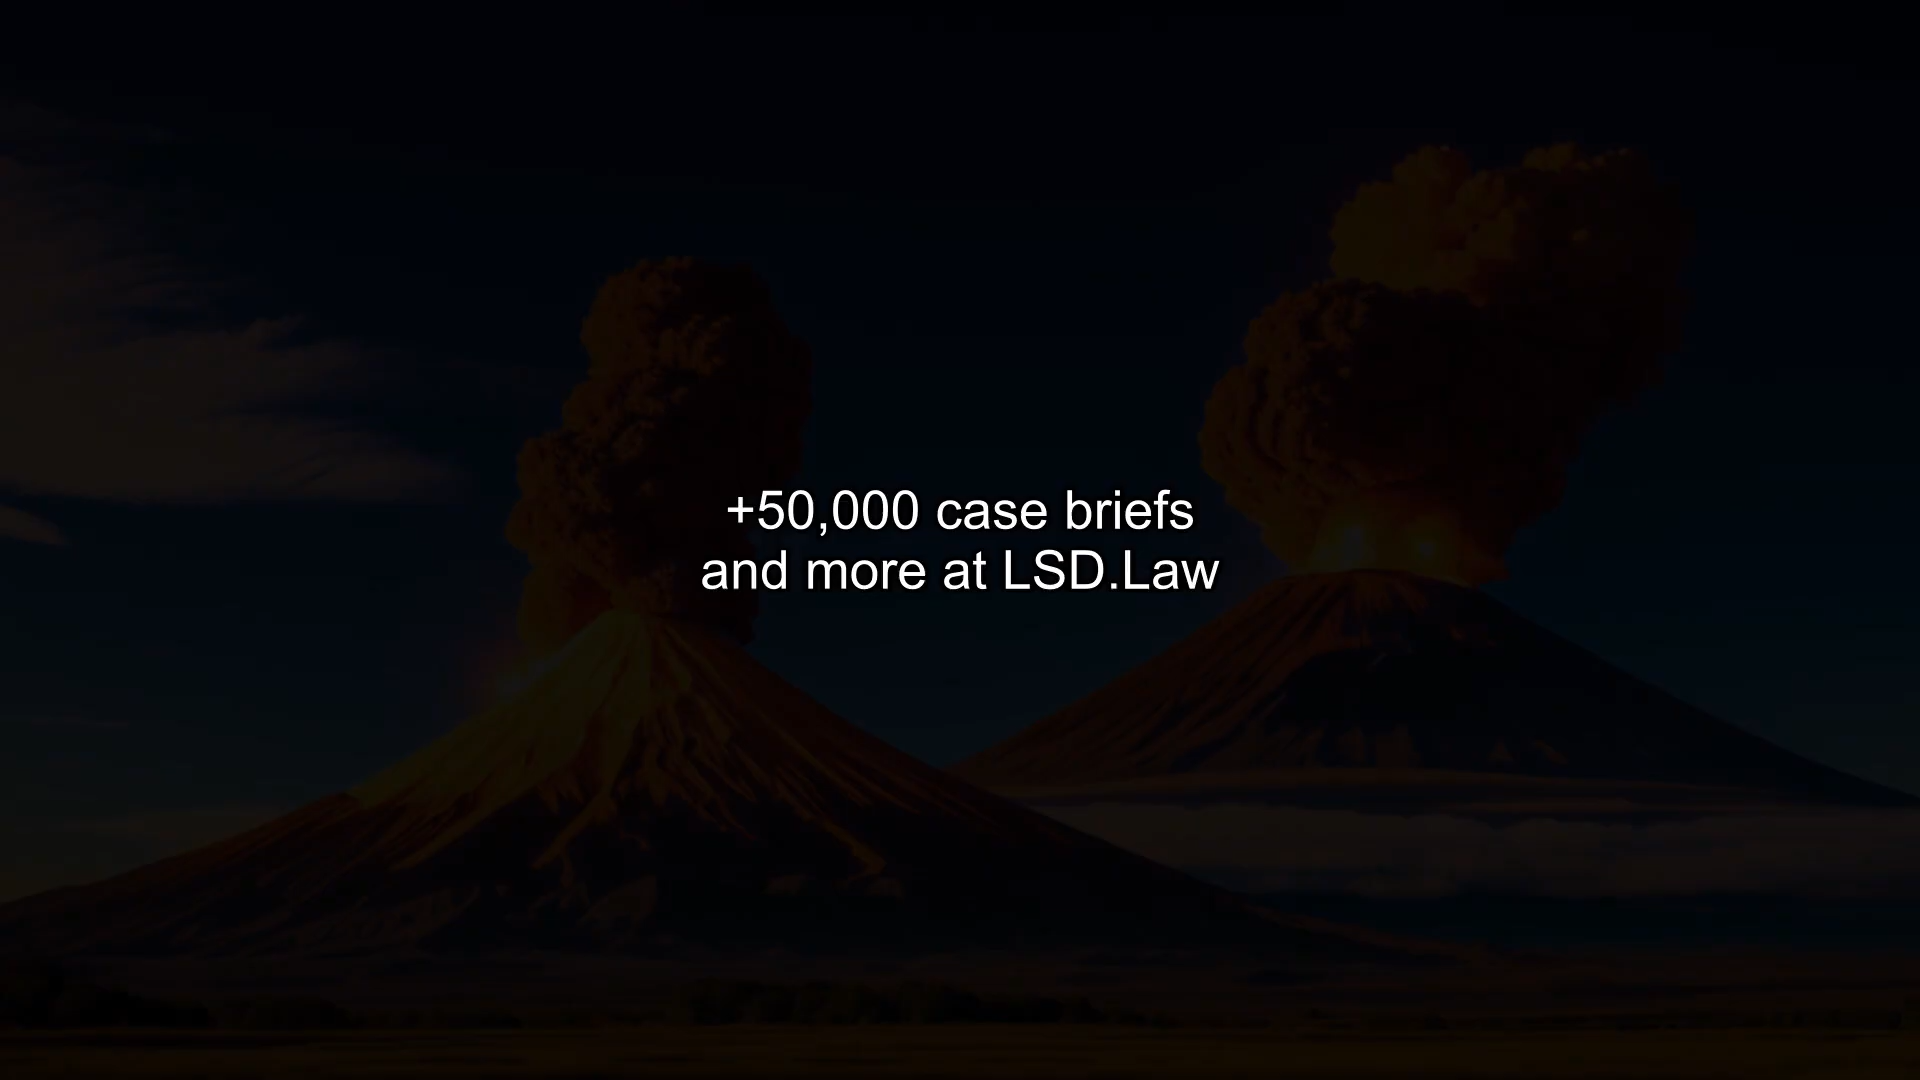 +50,000 case briefs
and more at LSD.Law